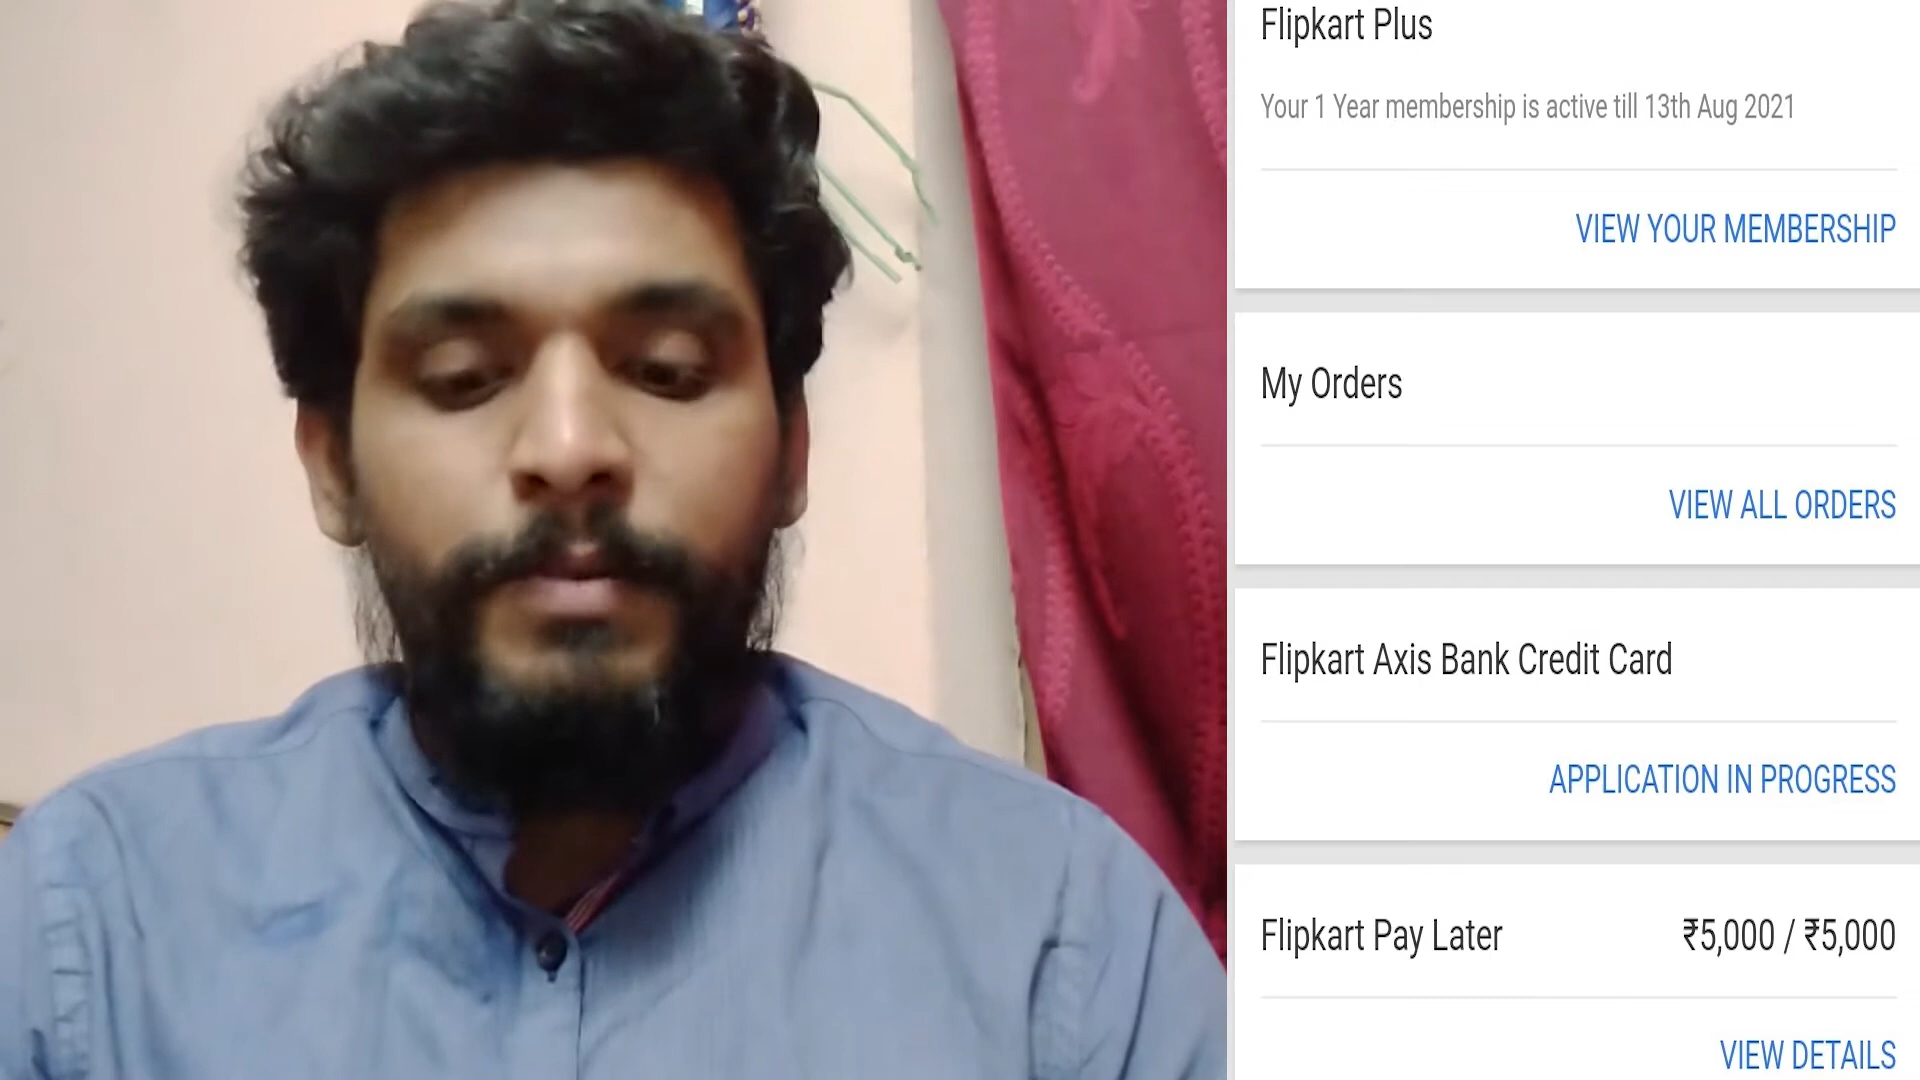 Flipkart Plus
Your 1 Year membership is active till 13th Aug 2021
VIEW YOUR MEMBERSHIP
My Orders
VIEW ALL ORDERS
Flipkart Axis Bank Credit Card
APPLICATION IN PROGRESS
Flipkart Pay Later ₹5,000 / ₹5,000
VIEW DETAILS